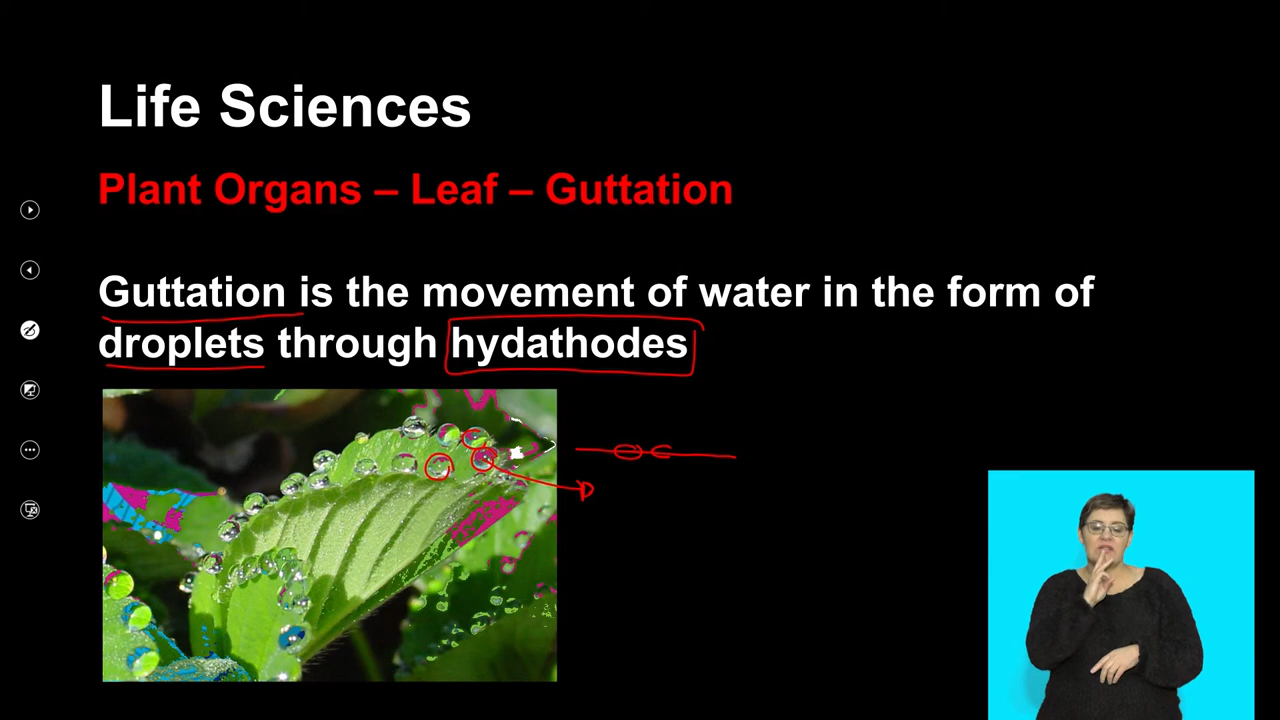 Life Sciences
Plant Organs – Leaf – Guttation
Guttation is the movement of water in the form of
droplets through hydathodes